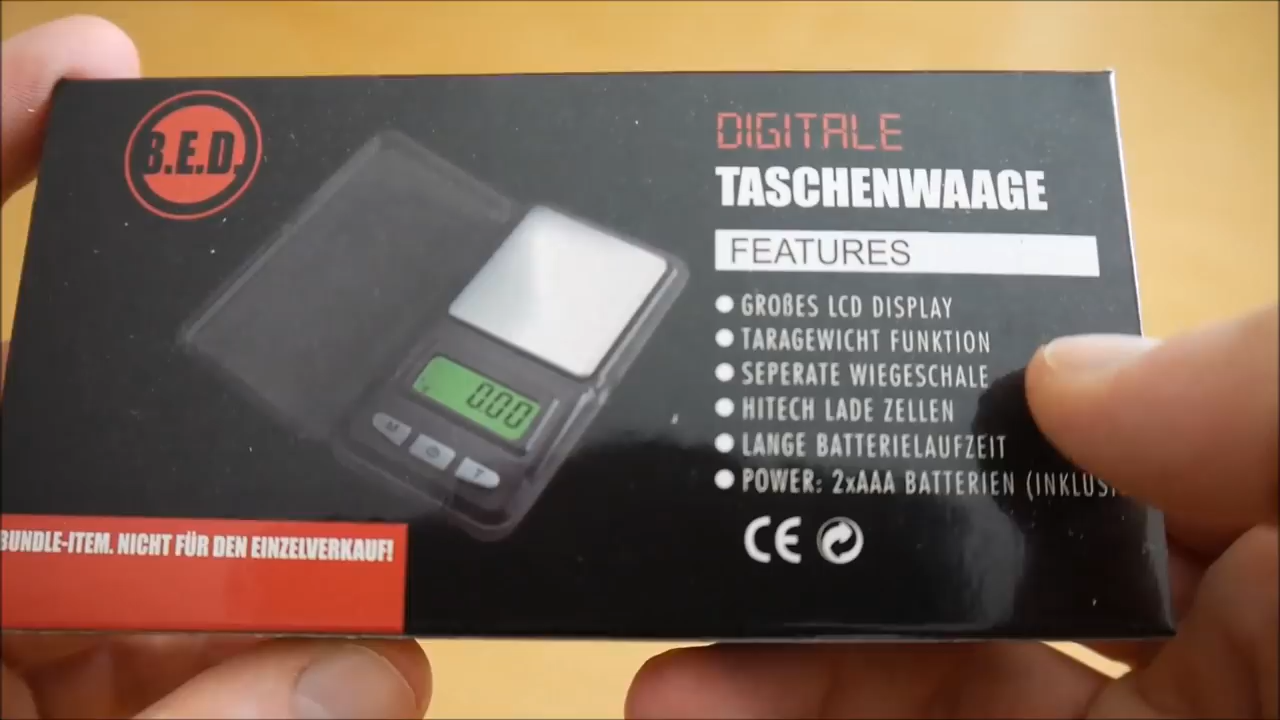 B.E.D.
DIGITALE
TASCHENWAAGE
FEATURES
GROßES LCD DISPLAY
TARAGEWICHT FUNKTION
SEPERATE WIEGESCHALE
HITECH LADE ZELLEN
LANGE BATTERIELAUFZEIT
POWER: 2xAAA BATTERIEN
0.00
M
T
CE
BUNDLE-ITEM. NICHT FÜR DEN EINZELVERKAUF!